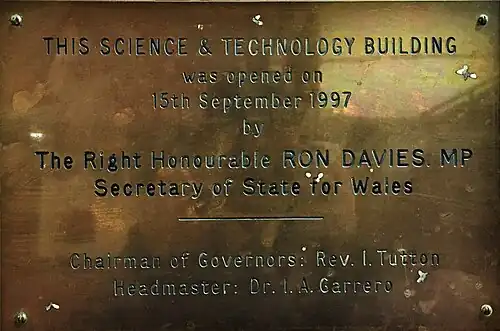 THIS SCIENCE & TECHNOLOGY BUILDING
was opened on
15th September 1997
by
The Right Honourable RON DAVIES. MP
Secretary of State for Wales
Chairman of Governors: Rev. I. Tutton
Headmaster: Dr. I. A. Garrero